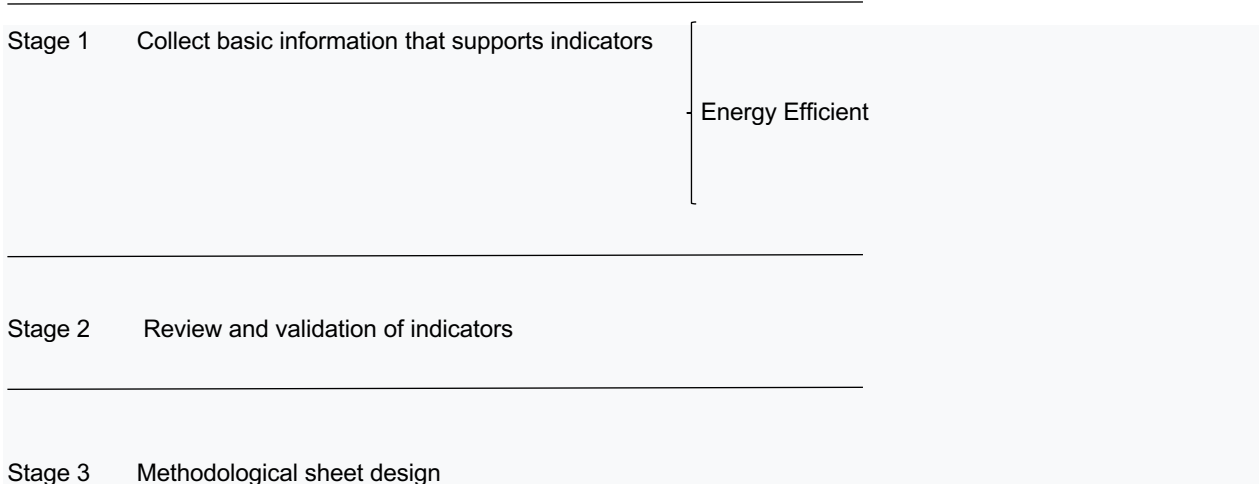 Stage 1 Collect basic information that supports indicators
Energy Efficient
Stage 2 Review and validation of indicators
Stage 3 Methodological sheet design